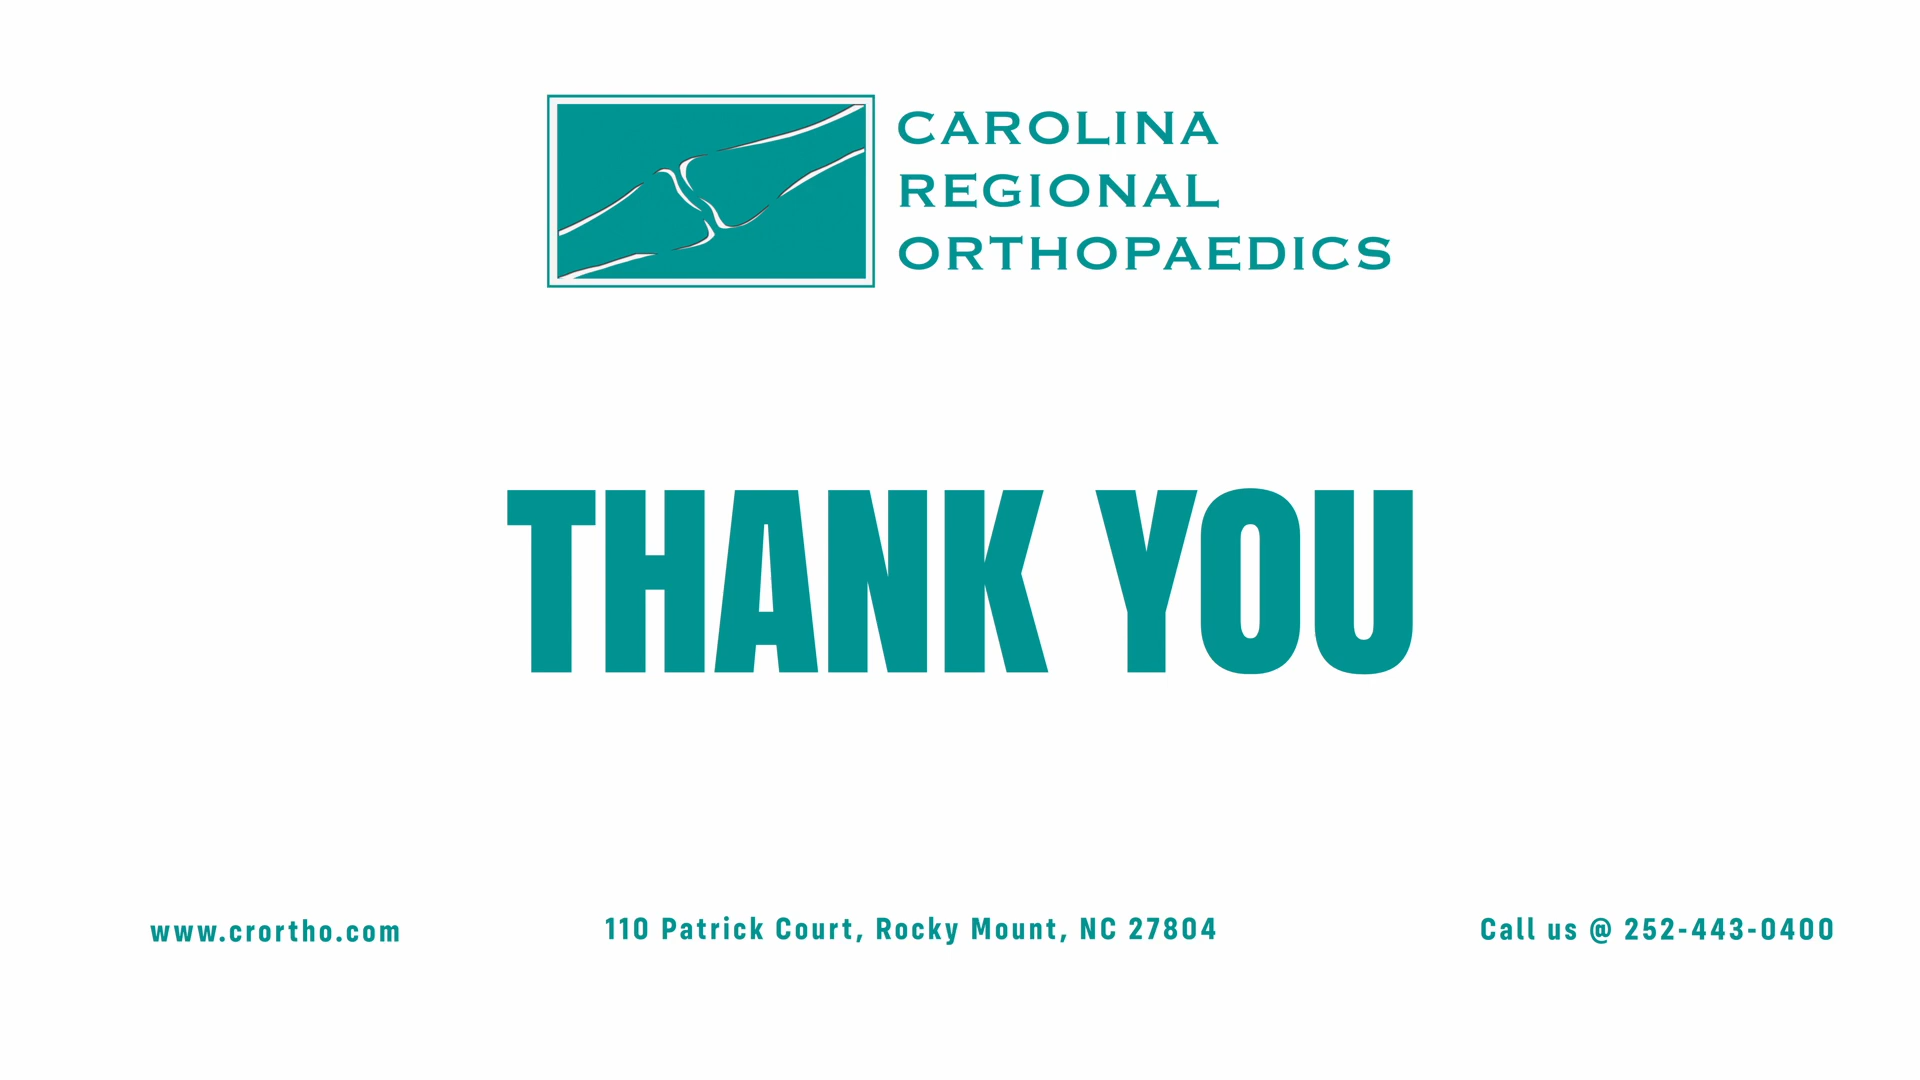 CAROLINA
REGIONAL
ORTHOPAEDICS
THANK YOU
www.crortho.com
110 Patrick Court, Rocky Mount, NC 27804
Call us @ 252-443-0400